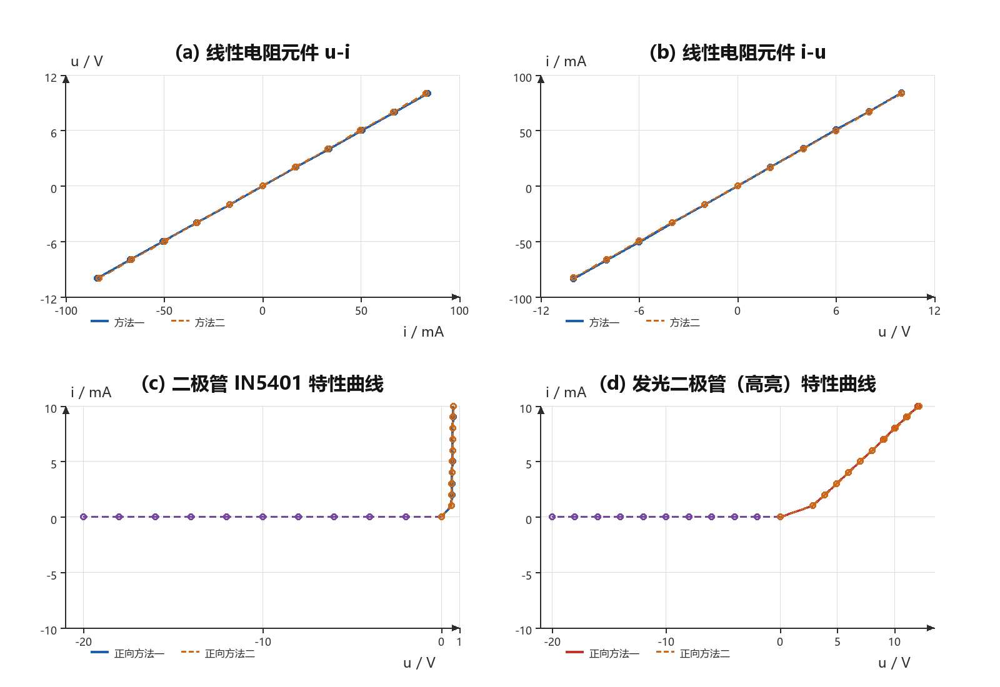 (a) 线性电阻元件 u-i
u / V
12
6
0
-6
-12
-100
-50
0
50
100
方法一
方法二
i / mA
(b) 线性电阻元件 i-u
i / mA
100
50
0
-50
-100
-12
-6
0
6
12
方法一
方法二
u / V
(c) 二极管 IN5401 特性曲线
i / mA
10
5
0
-5
-10
-20
-10
0
1
正向方法一
正向方法二
u / V
(d) 发光二极管（高亮）特性曲线
i / mA
10
5
0
-5
-10
-20
-10
0
5
10
正向方法一
正向方法二
u / V